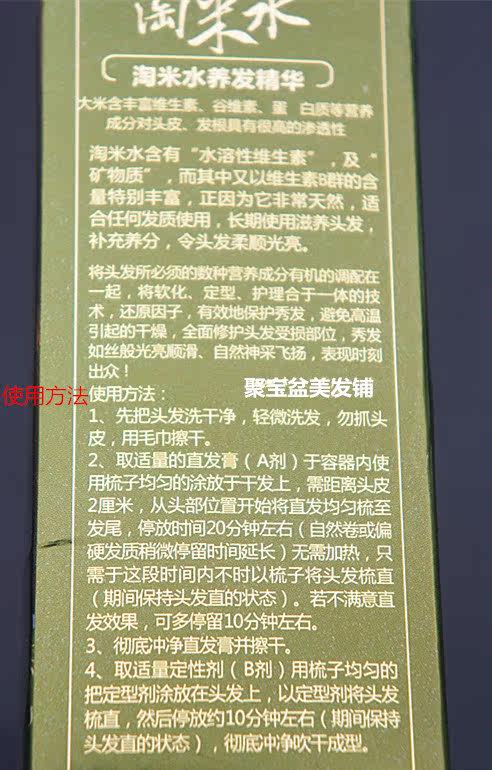 淘米水
淘米水养发精华
大米含丰富维生素、谷维素、蛋 白质等营养
成分对头皮、发根具有很高的渗透性
淘米水含有“水溶性维生素”，及“
矿物质”，而其中又以维生素B群的含
量特别丰富，正因为它非常天然，适
合任何发质使用，长期使用滋养头发，
补充养分，令头发柔顺光亮。
将头发所必须的数种营养成分有机的调配在
一起，将软化、定型、护理合于一体的技
术，还原因子，有效地保护秀发，避免高温
引起的干燥，全面修护头发受损部位，秀发
如丝般光亮顺滑、自然神采飞扬，表现时刻
出众！
使用方法
使用方法：
聚宝盆美发铺
1、先把头发洗干净，轻微洗发，勿抓头
皮，用毛巾擦干。
2、取适量的直发膏（A剂）于容器内使
用梳子均匀的涂放于干发上，需距离头皮
2厘米，从头部位置开始将直发均匀梳至
发尾，停放时间20分钟左右（自然卷或偏
硬发质稍微停留时间延长）无需加热，只
需于这段时间内不时以梳子将头发梳直
（期间保持头发直的状态）。若不满意直
发效果，可多停留10分钟左右。
3、彻底冲净直发膏并擦干。
4、取适量定性剂（B剂）用梳子均匀的
把定型剂涂放在头发上，以定型剂将头发
梳直，然后停放约10分钟左右（期间保持
头发直的状态），彻底冲净吹干成型。